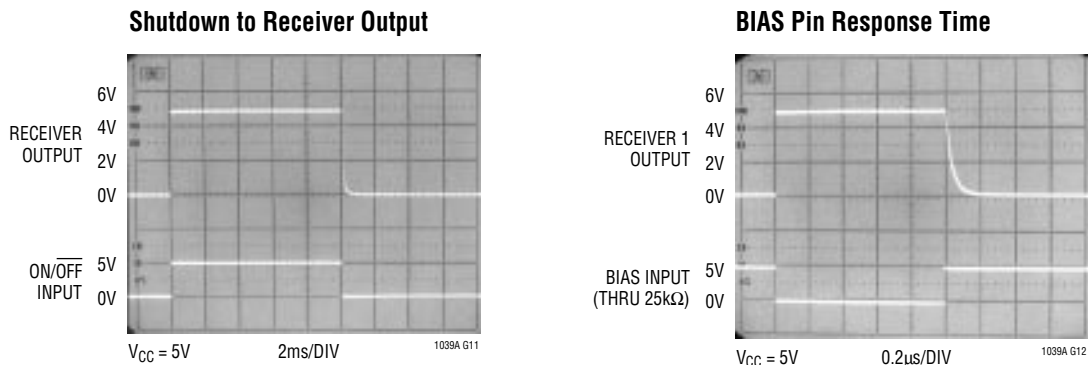 Shutdown to Receiver Output
6V
RECEIVER
OUTPUT
4V
2V
0V
ON/OFF
INPUT
5V
0V
VCC = 5V
2ms/DIV
1039A G11
BIAS Pin Response Time
6V
RECEIVER 1
OUTPUT
4V
2V
0V
BIAS INPUT
(THRU 25kΩ)
5V
0V
VCC = 5V
0.2µs/DIV
1039A G12